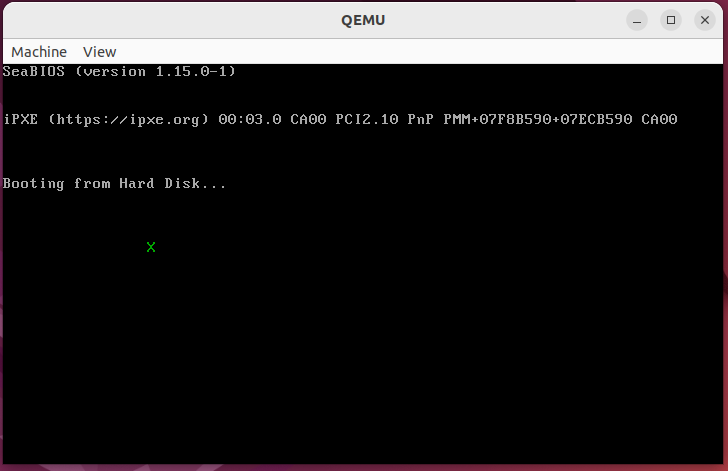 QEMU
Machine View
SeaBIOS (version 1.15.0-1)
iPXE (https://ipxe.org) 00:03.0 CA00 PCI2.10 PnP PMM+07F8B590+07ECB590 CA00
Booting from Hard Disk...
X